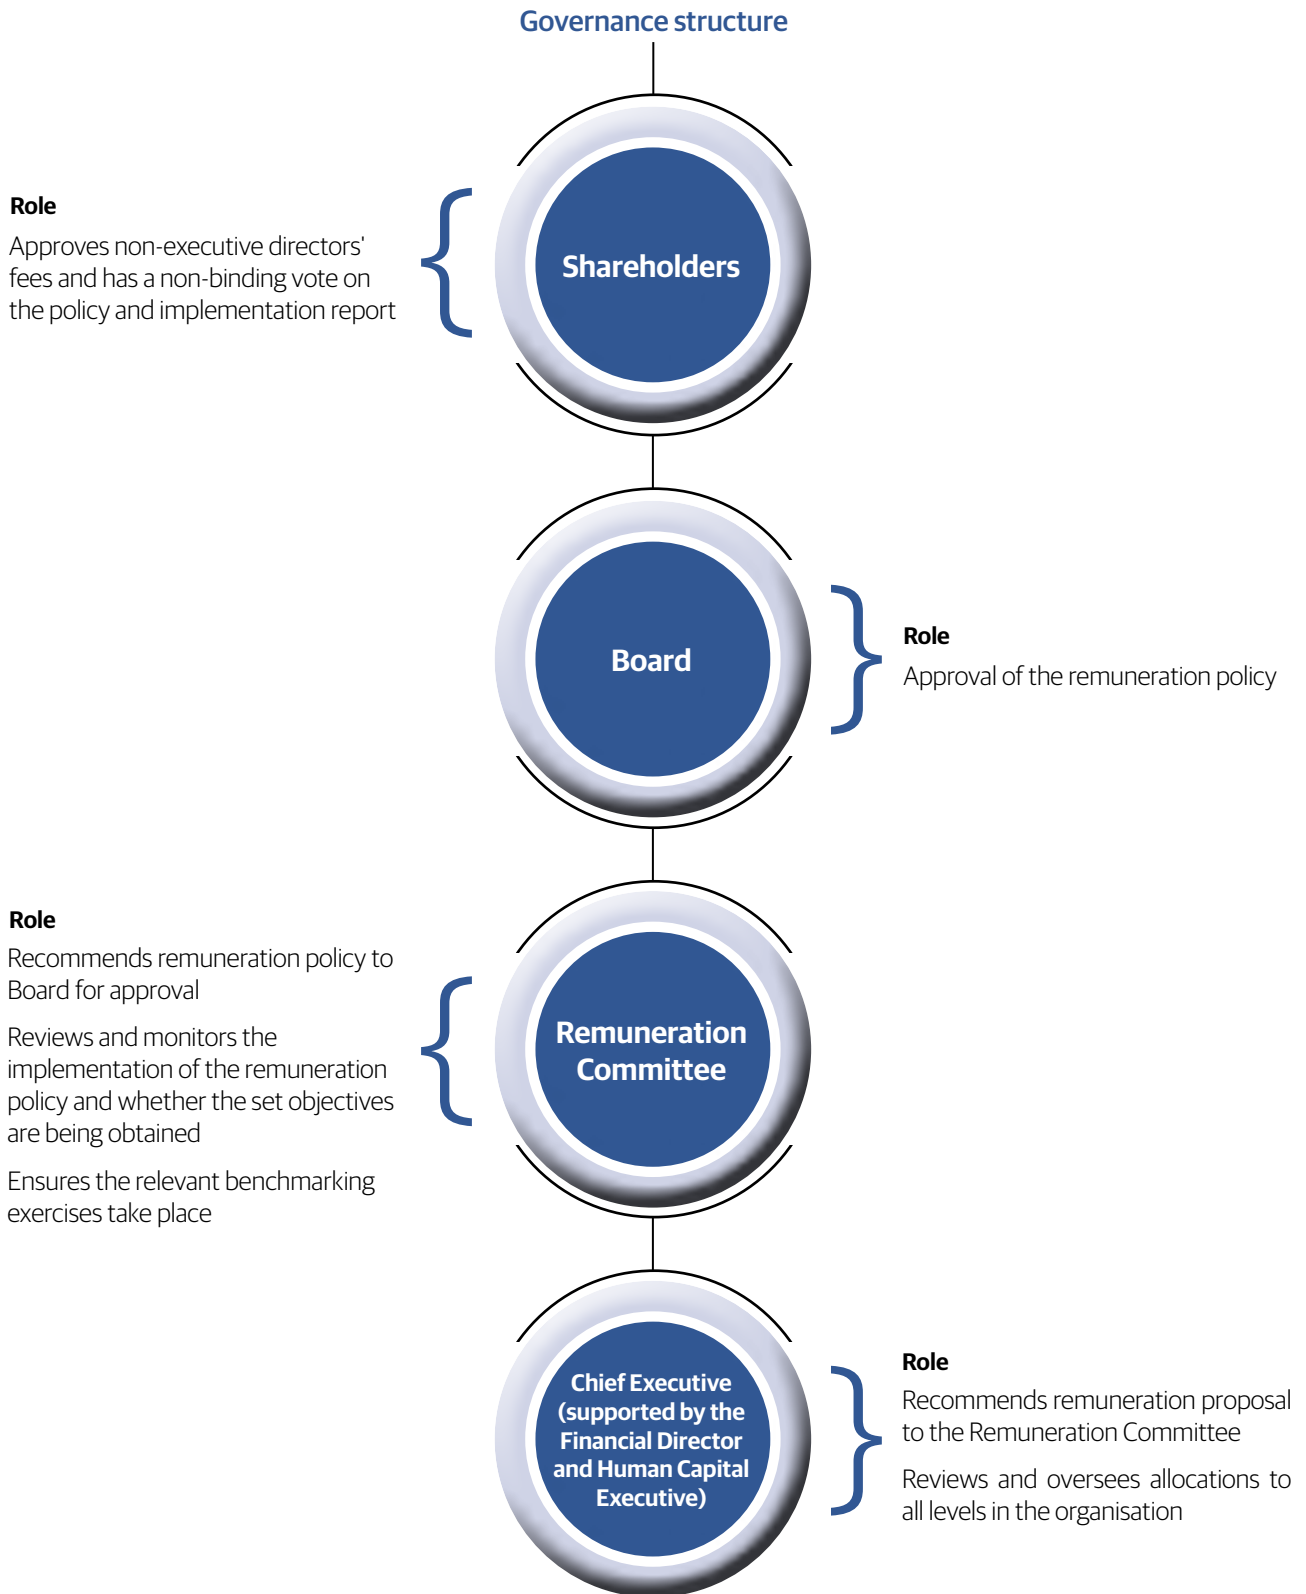 Governance structure
Role
Approves non-executive directors'
fees and has a non-binding vote on
the policy and implementation report
Shareholders
Board
Role
Approval of the remuneration policy
Role
Recommends remuneration policy to
Board for approval
Reviews and monitors the
implementation of the remuneration
policy and whether the set objectives
are being obtained
Ensures the relevant benchmarking
exercises take place
Remuneration
Committee
Chief Executive
(supported by the
Financial Director
and Human Capital
Executive)
Role
Recommends remuneration proposal
to the Remuneration Committee
Reviews and oversees allocations to
all levels in the organisation